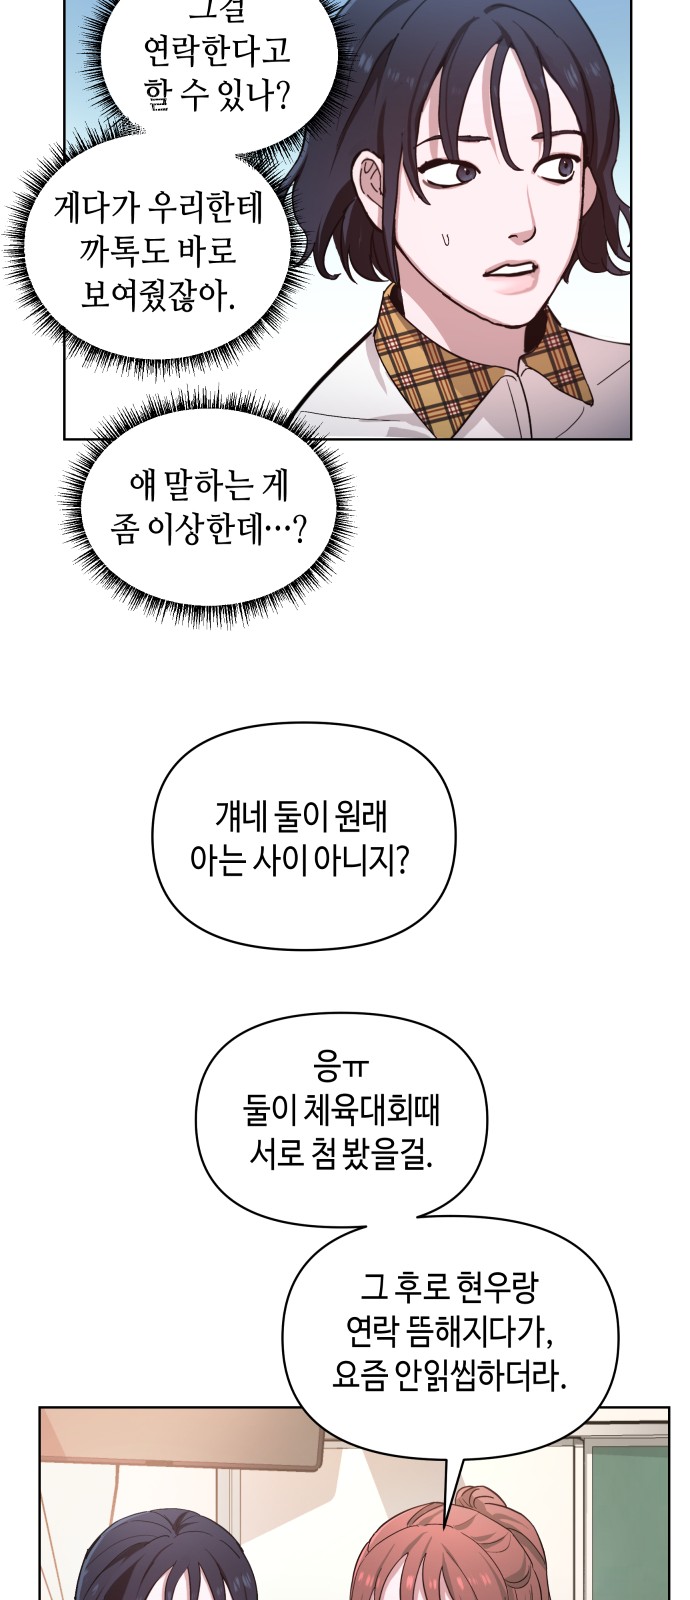 그걸
연락한다고
할 수 있나?
게다가 우리한테
까톡도 바로
보여줬잖아.
얘 말하는 게
좀 이상한데…?
걔네 둘이 원래
아는 사이 아니지?
응ㅠ
둘이 체육대회때
서로 첨 봤을걸.
그 후로 현우랑
연락 뜸해지다가,
요즘 안읽씹하더라.